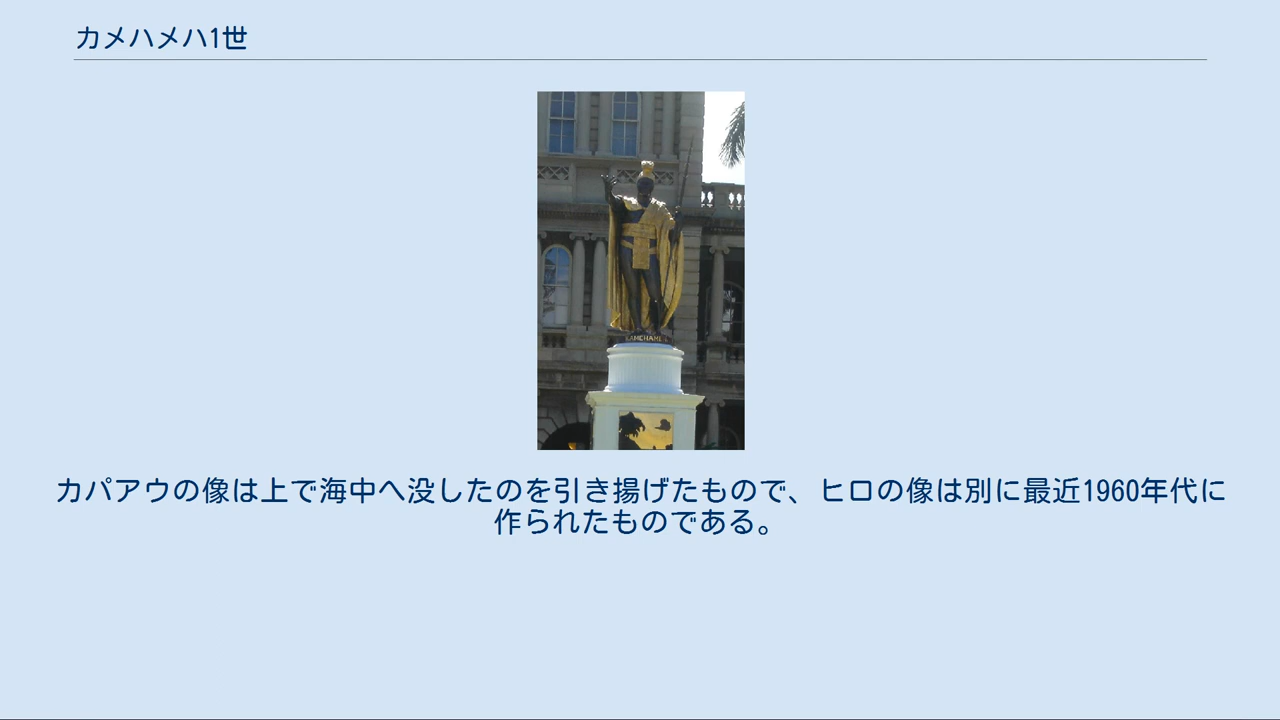 カメハメハ1世
KAMEHAMEH
カパアウの像は上で海中へ没したのを引き揚げたもので、ヒロの像は別に最近1960年代に
作られたものである。